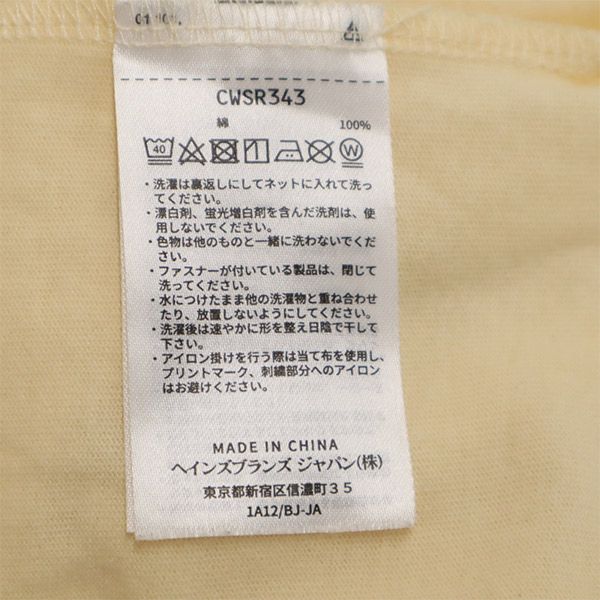 CWSR343
綿 100%
40
W
・洗濯は裏返しにしてネットに入れて洗っ
てください。
・漂白剤、蛍光増白剤を含んだ洗剤は、使
用しないでください。
・色物は他のものと一緒に洗わないでくだ
さい。
・ファスナーが付いている製品は、閉じて
洗ってください。
・水につけたまま他の洗濯物と重ね合わせ
たり、放置しないようにしてください。
・洗濯後は速やかに形を整え日陰で干して
下さい。
・アイロン掛けを行う際は当て布を使用し、
プリントマーク、刺繍部分へのアイロン
はお避けください。
MADE IN CHINA
ヘインズブランズ ジャパン(株)
東京都新宿区信濃町35
1A12/BJ-JA